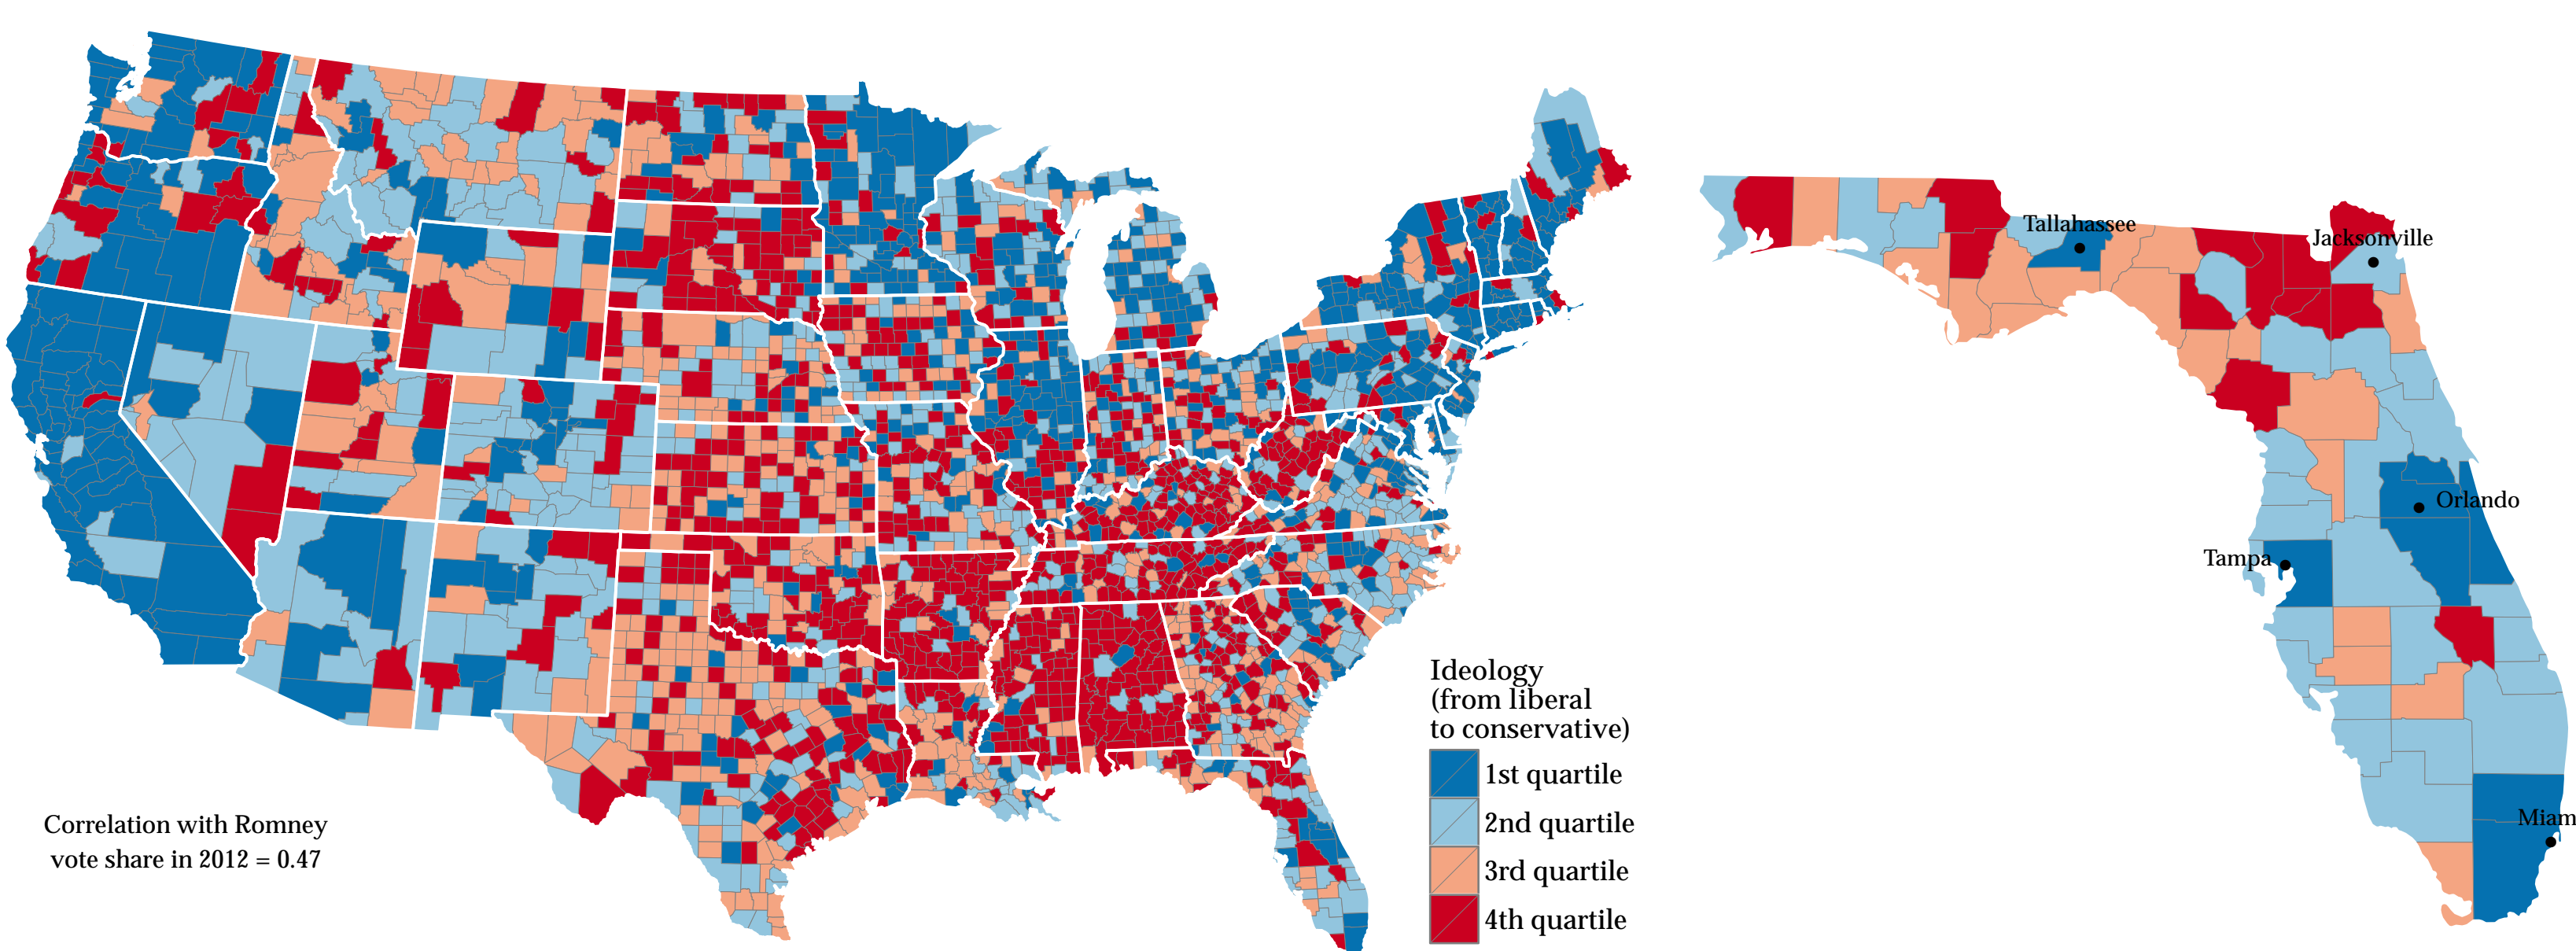 Correlation with Romney
vote share in 2012 = 0.47
Ideology
(from liberal
to conservative)
1st quartile
2nd quartile
3rd quartile
4th quartile
Tallahassee
Jacksonville
Orlando
Tampa
Miam